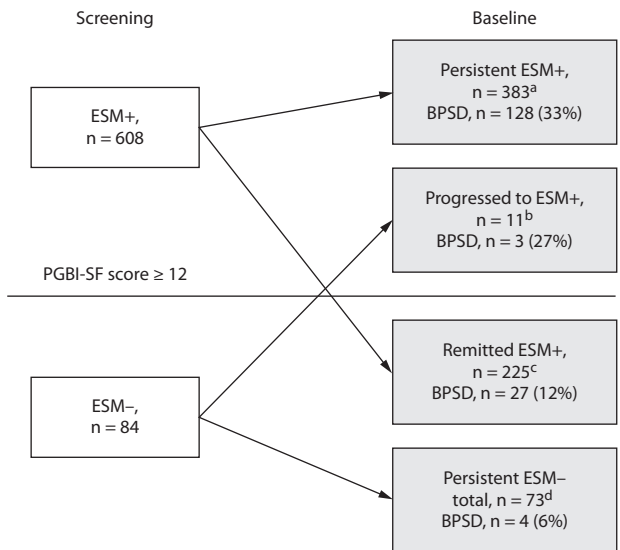 Screening
Baseline
ESM+,
n = 608
Persistent ESM+,
n = 383a
BPSD, n = 128 (33%)
Progressed to ESM+,
n = 11b
BPSD, n = 3 (27%)
PGBI-SF score ≥ 12
ESM–,
n = 84
Remitted ESM+,
n = 225c
BPSD, n = 27 (12%)
Persistent ESM–
total, n = 73d
BPSD, n = 4 (6%)